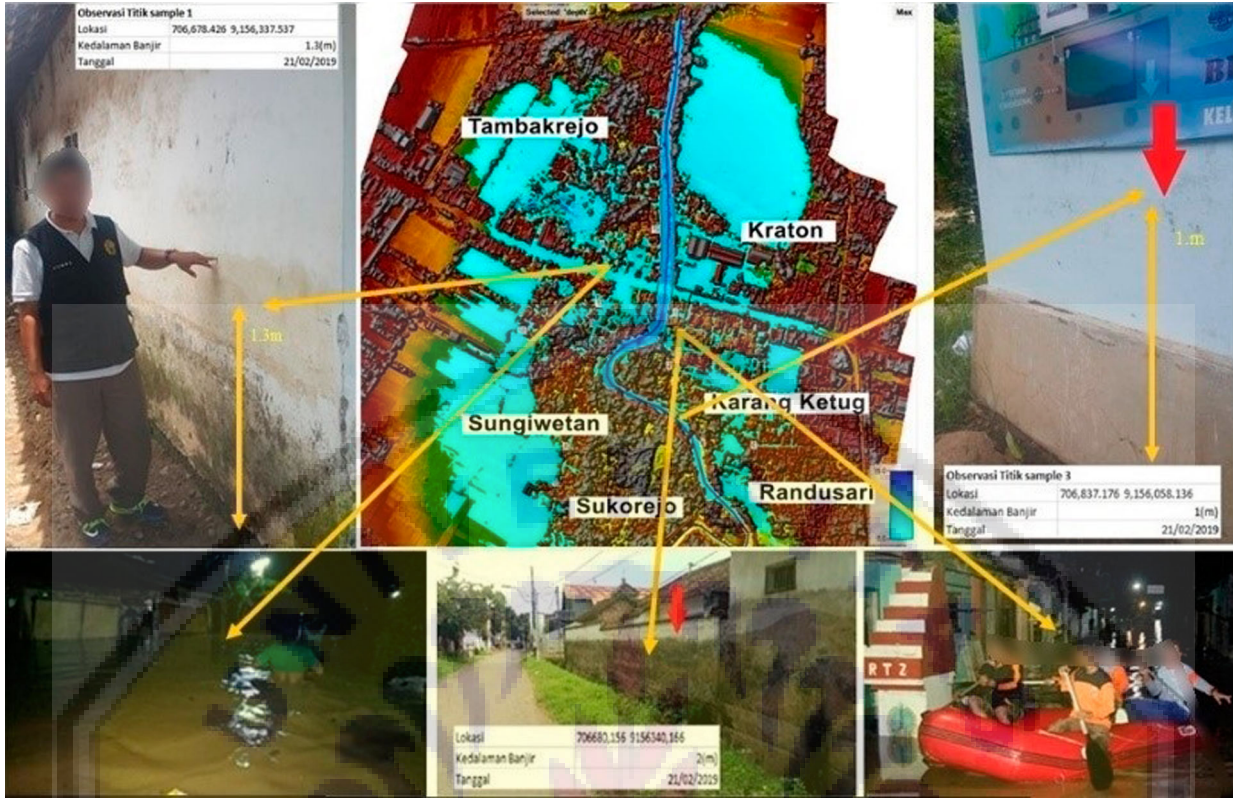 Observasi Titik sample 1
Lokasi 706,678.426 9,156,337.537
Kedalaman Banjir 1.3(m)
Tanggal 21/02/2019
1.3m
Selected: 'depth'
Max
Tambakrejo
Kraton
Karang Ketug
Sungiwetan
Randusari
Sukorejo
KEL
1.m
Observasi Titik sample 3
Lokasi 706,837.176 9,156,058.136
Kedalaman Banjir 1(m)
Tanggal 21/02/2019
Lokasi 706680,156 9156340,166
Kedalaman Banjir 2(m)
Tanggal 21/02/2019
RT 2